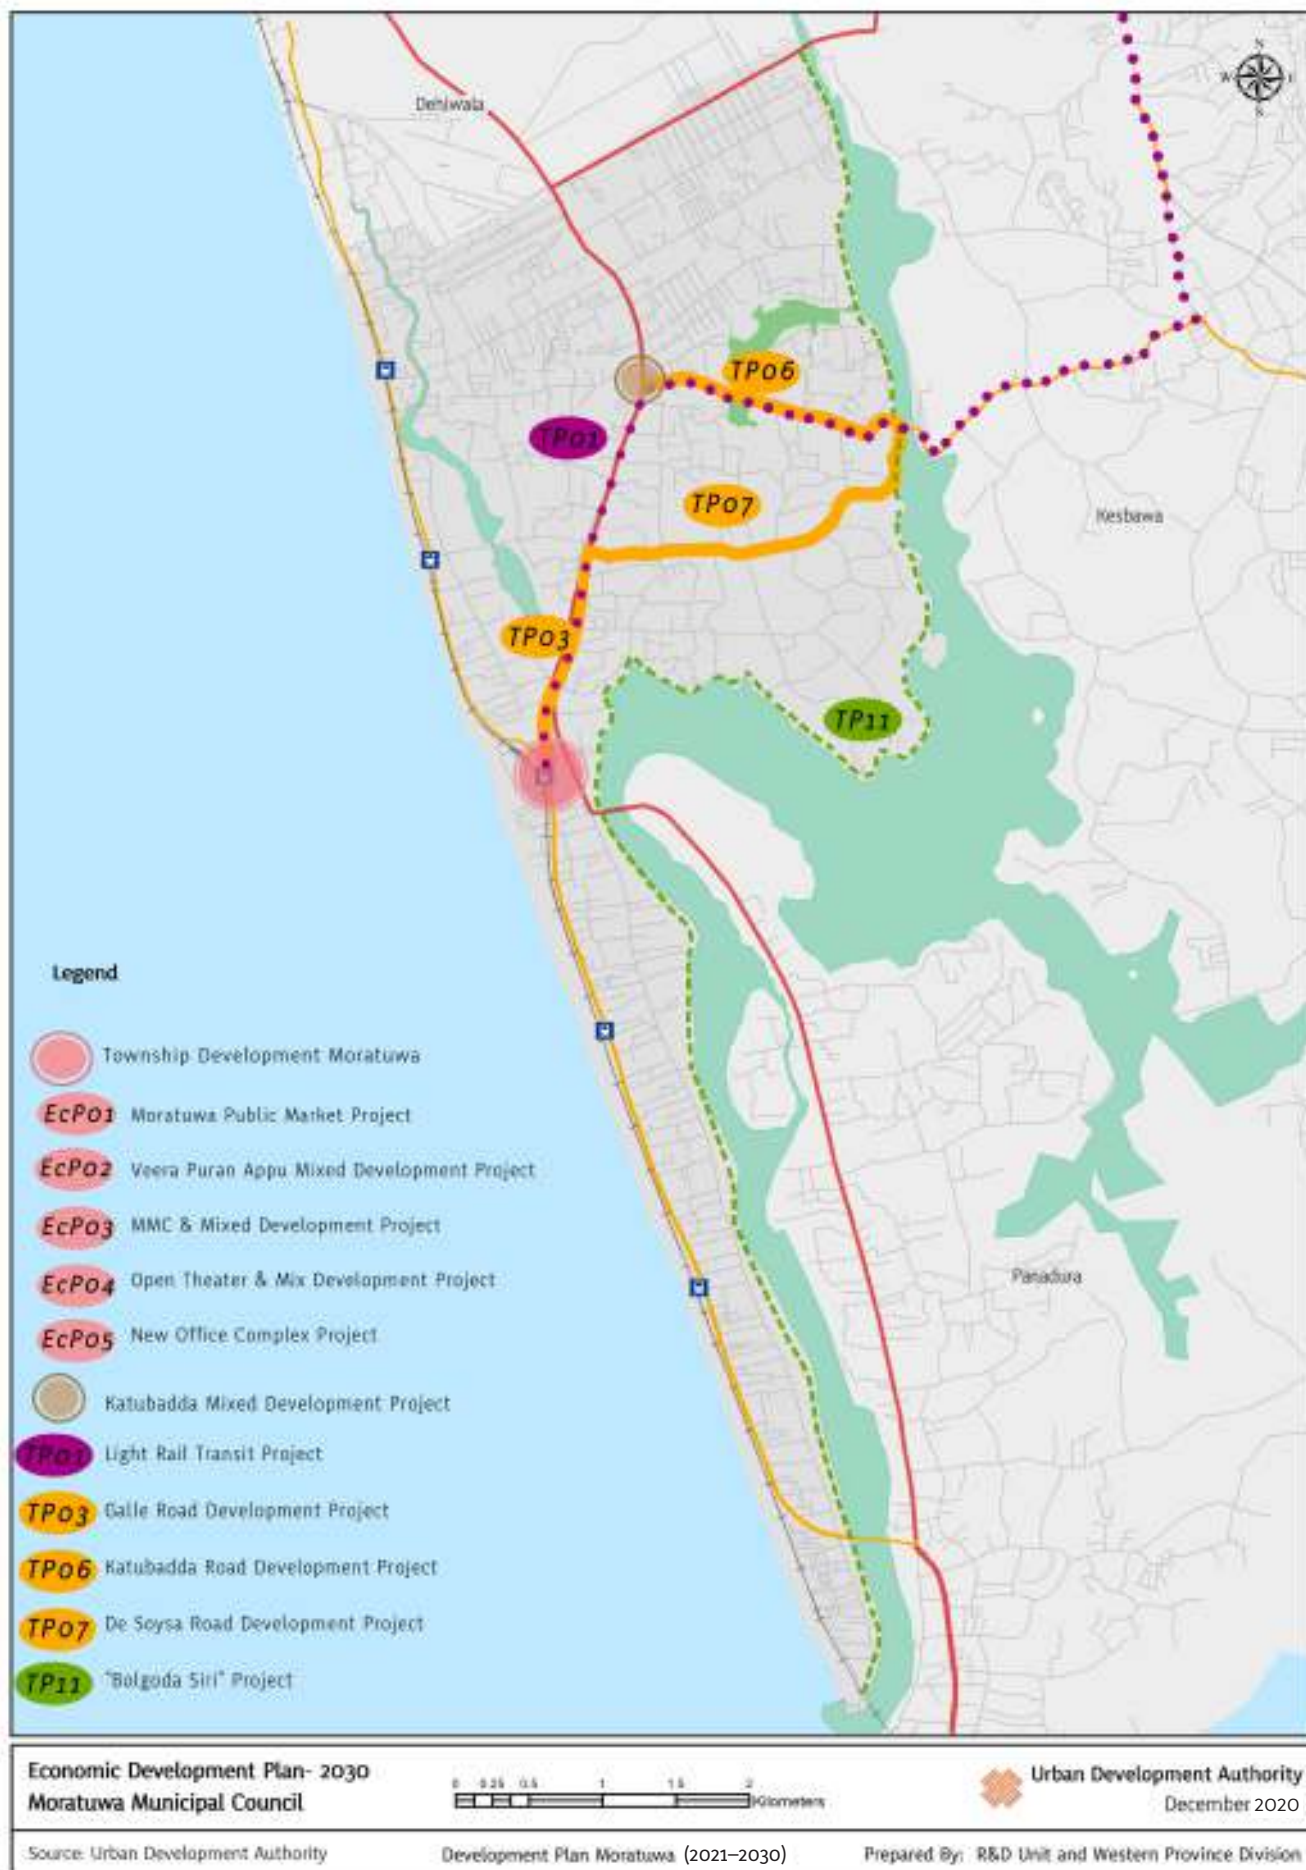 N
W E
S
Dehiwala
TP06
TP01
TP07
Kesbawa
TP03
TP11
Legend
Township Development Moratuwa
EcP01 Moratuwa Public Market Project
EcP02 Veera Puran Appu Mixed Development Project
EcP03 MMC & Mixed Development Project
EcP04 Open Theater & Mix Development Project
Panadura
EcP05 New Office Complex Project
Katubadda Mixed Development Project
TP01 Light Rail Transit Project
TP03 Galle Road Development Project
TP06 Katubadda Road Development Project
TP07 De Soysa Road Development Project
TP11 "Bolgoda Siri" Project
Economic Development Plan- 2030
Moratuwa Municipal Council
0 0.25 0.5 1 1.5 2
Kilometers
Urban Development Authority
December 2020
Source: Urban Development Authority
Development Plan Moratuwa (2021–2030)
Prepared By: R&D Unit and Western Province Division